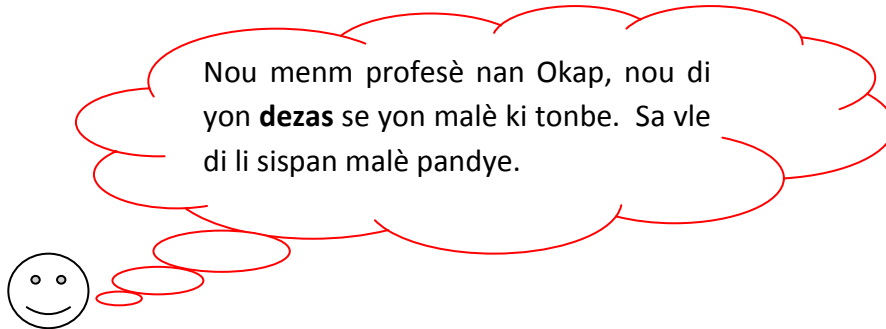 Nou menm profesè nan Okap, nou di
yon dezas se yon malè ki tonbe. Sa vle
di li sispan malè pandye.